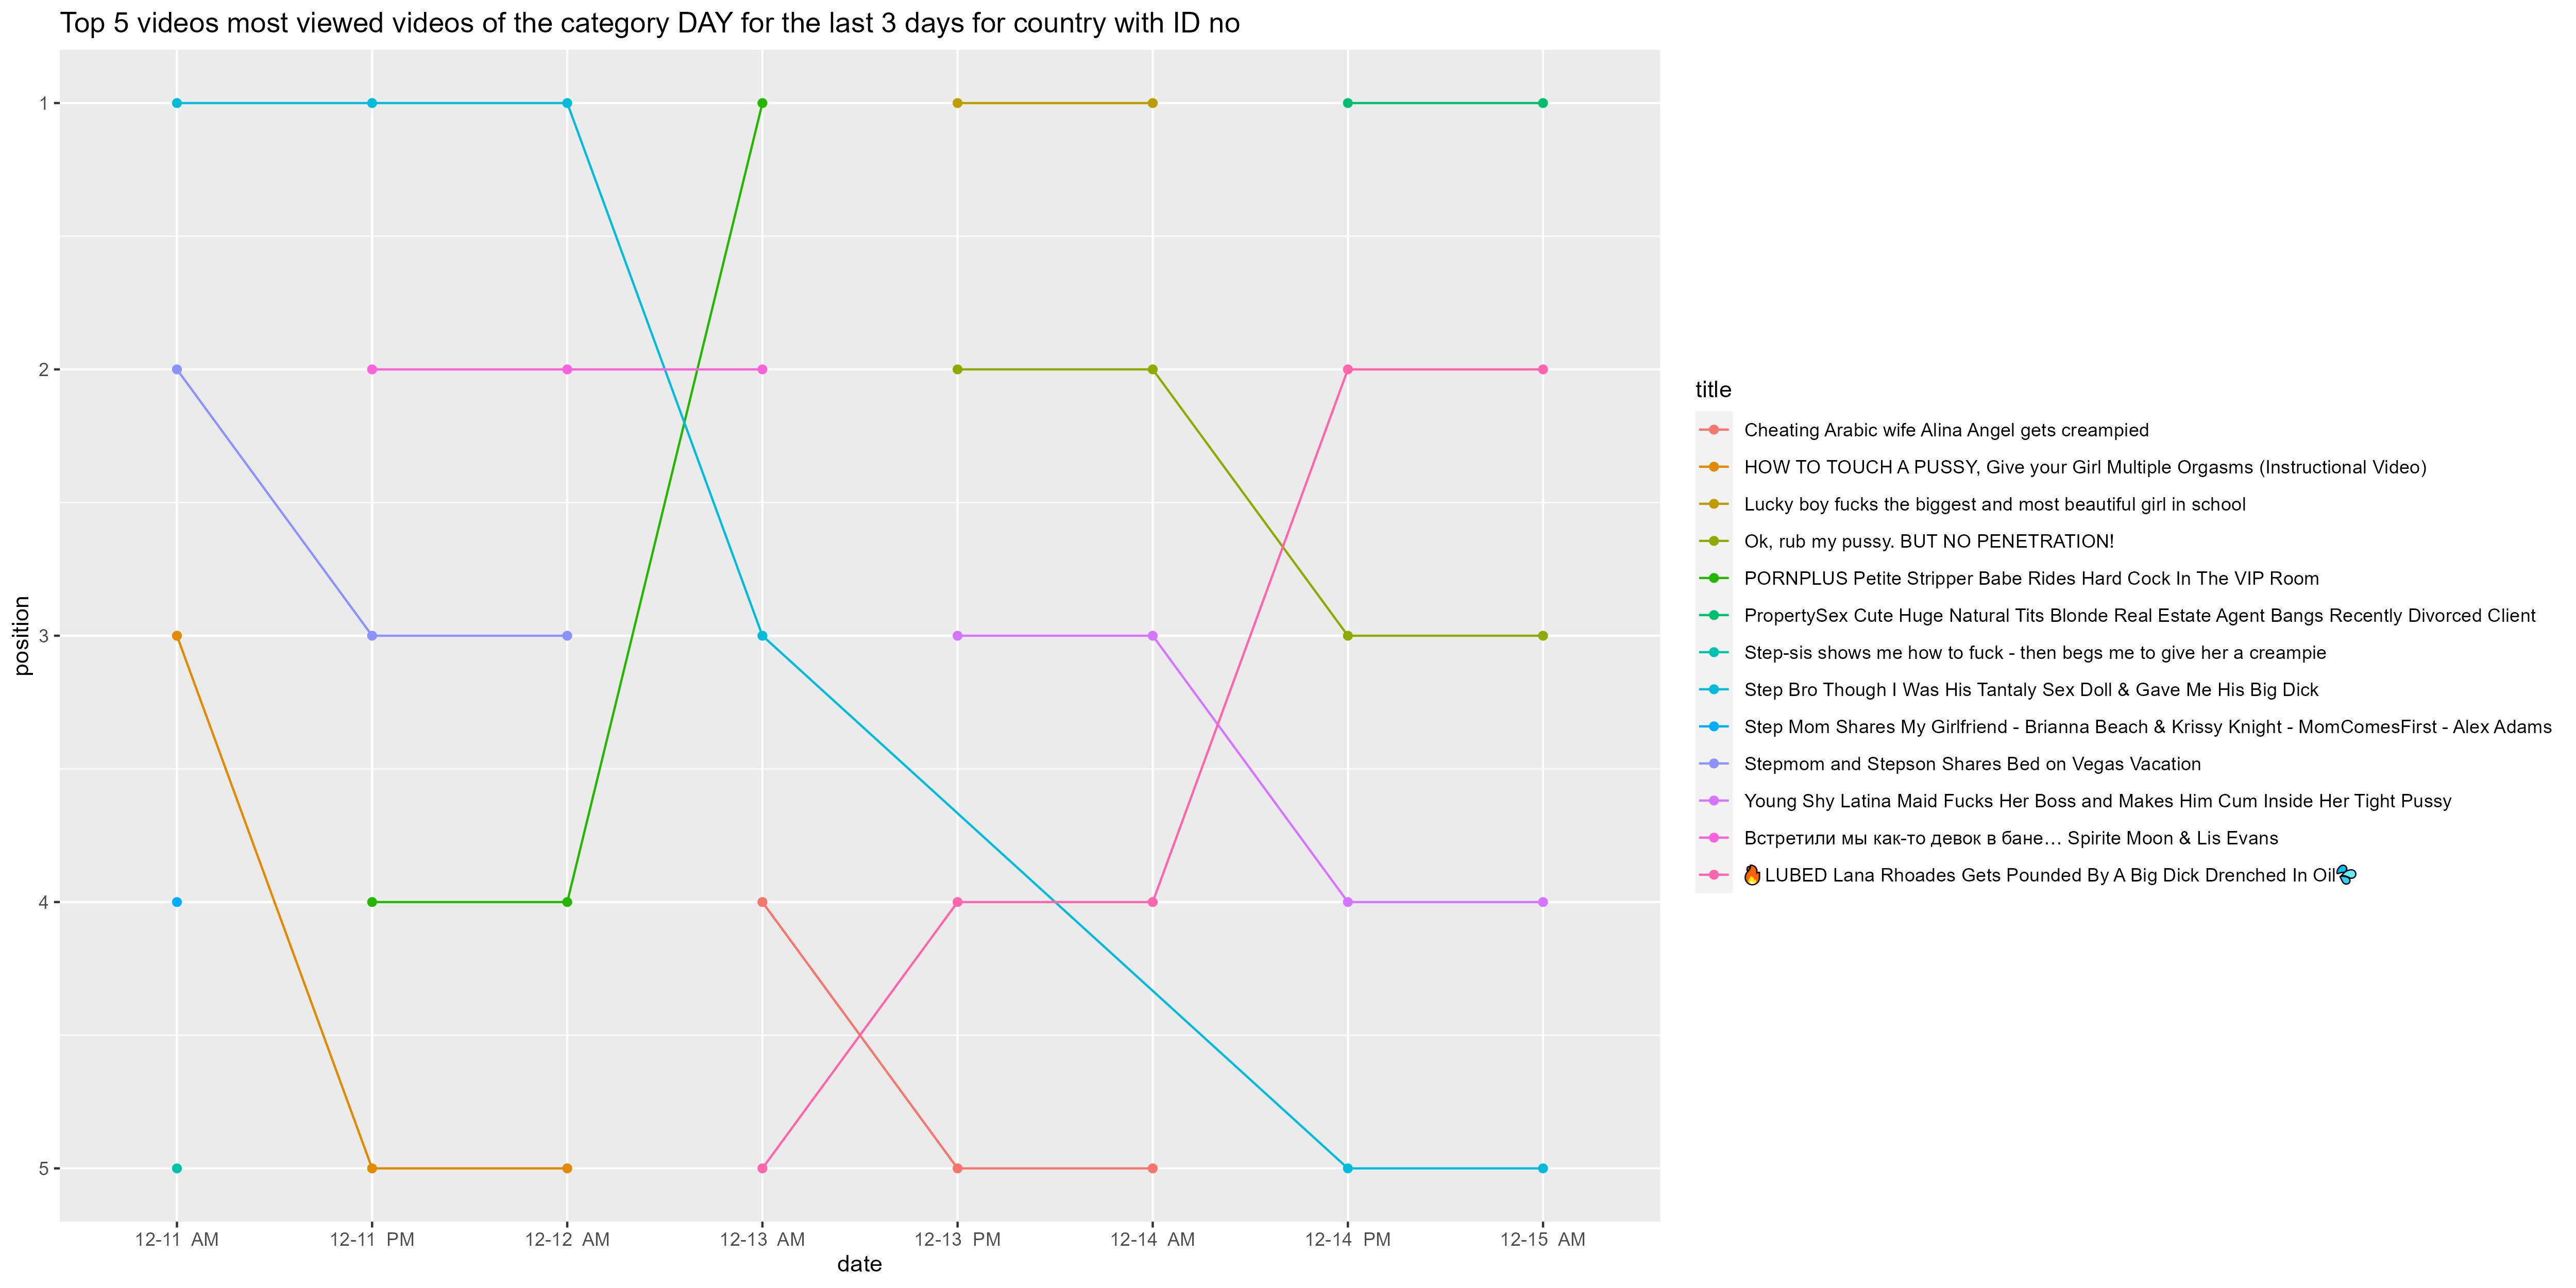 Top 5 videos most viewed videos of the category DAY for the last 3 days for country with ID no
position
1
2
3
4
5
12-11 AM
12-11 PM
12-12 AM
12-13 AM
12-13 PM
12-14 AM
12-14 PM
12-15 AM
date
title
Cheating Arabic wife Alina Angel gets creampied
HOW TO TOUCH A PUSSY, Give your Girl Multiple Orgasms (Instructional Video)
Lucky boy fucks the biggest and most beautiful girl in school
Ok, rub my pussy. BUT NO PENETRATION!
PORNPLUS Petite Stripper Babe Rides Hard Cock In The VIP Room
PropertySex Cute Huge Natural Tits Blonde Real Estate Agent Bangs Recently Divorced Client
Step-sis shows me how to fuck - then begs me to give her a creampie
Step Bro Though I Was His Tantaly Sex Doll & Gave Me His Big Dick
Step Mom Shares My Girlfriend - Brianna Beach & Krissy Knight - MomComesFirst - Alex Adams
Stepmom and Stepson Shares Bed on Vegas Vacation
Young Shy Latina Maid Fucks Her Boss and Makes Him Cum Inside Her Tight Pussy
Встретили мы как-то девок в бане… Spirite Moon & Lis Evans
🔥LUBED Lana Rhoades Gets Pounded By A Big Dick Drenched In Oil💦